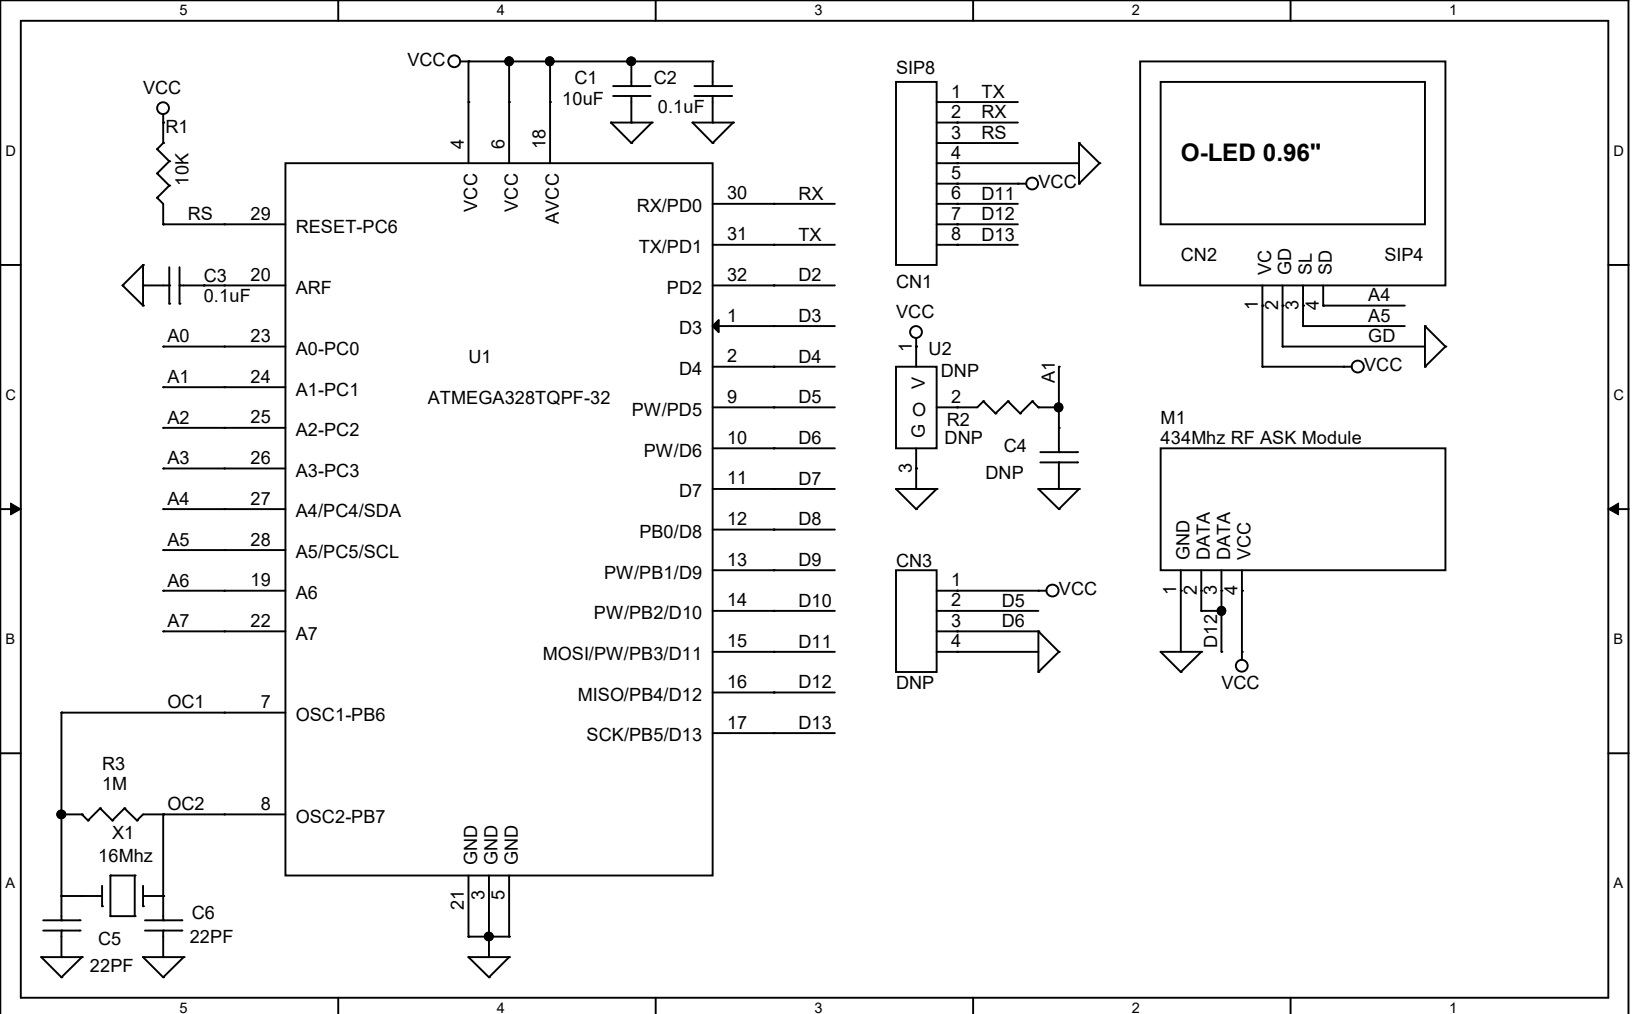 5 4 3 2 1
D
C
B
A
D
C
B
A
VCC
R1
10K
RS 29 RESET-PC6
C3 20 ARF
0.1uF
A0 23 A0-PC0
A1 24 A1-PC1
A2 25 A2-PC2
A3 26 A3-PC3
A4 27 A4/PC4/SDA
A5 28 A5/PC5/SCL
A6 19 A6
A7 22 A7
OC1 7 OSC1-PB6
R3
1M
OC2 8 OSC2-PB7
X1
16Mhz
C5
22PF
C6
22PF
VCC
4 6 18
VCC VCC AVCC
C1
10uF
C2
0.1uF
U1
ATMEGA328TQPF-32
GND GND GND
21 3 5
RX/PD0 30 RX
TX/PD1 31 TX
PD2 32 D2
D3 1 D3
D4 2 D4
PW/PD5 9 D5
PW/D6 10 D6
D7 11 D7
PB0/D8 12 D8
PW/PB1/D9 13 D9
PW/PB2/D10 14 D10
MOSI/PW/PB3/D11 15 D11
MISO/PB4/D12 16 D12
SCK/PB5/D13 17 D13
SIP8
1 TX
2 RX
3 RS
4
5 VCC
6 D11
7 D12
8 D13
CN1
VCC
1 U2
DNP
G O V
2
R2
DNP
3
A1
C4
DNP
CN3
1 VCC
2 D5
3 D6
4
DNP
O-LED 0.96"
CN2 SIP4
VC GD SL SD
1 2 3 4
A4
A5
GD
VCC
M1
434Mhz RF ASK Module
GND DATA DATA VCC
1 2 3 4
D12
VCC
5 4 3 2 1